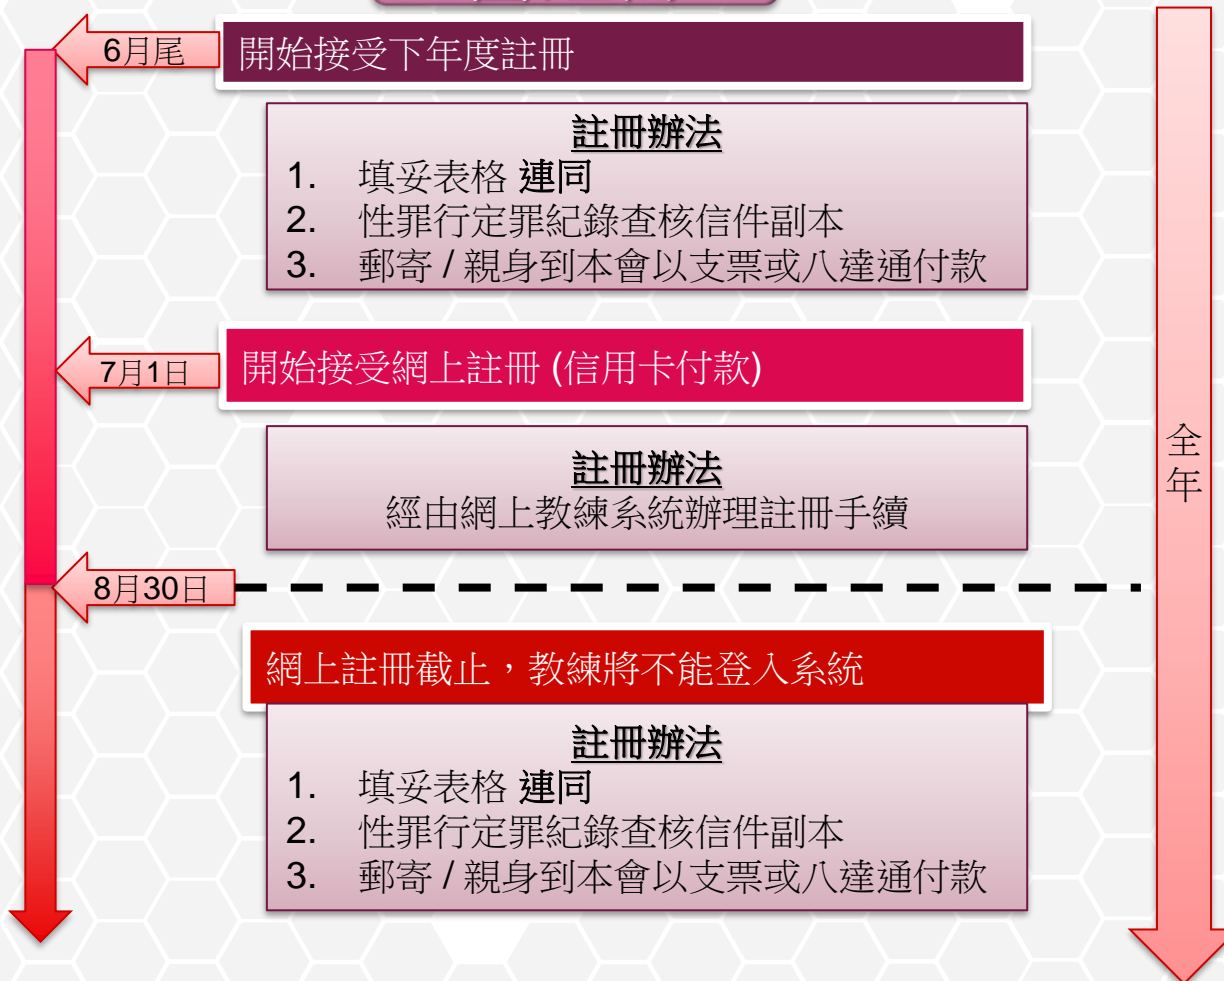 6月尾
開始接受下年度註冊
註冊辦法
1. 填妥表格 連同
2. 性罪行定罪紀錄查核信件副本
3. 郵寄 / 親身到本會以支票或八達通付款
7月1日
開始接受網上註冊 (信用卡付款)
註冊辦法
經由網上教練系統辦理註冊手續
全年
8月30日
網上註冊截止，教練將不能登入系統
註冊辦法
1. 填妥表格 連同
2. 性罪行定罪紀錄查核信件副本
3. 郵寄 / 親身到本會以支票或八達通付款